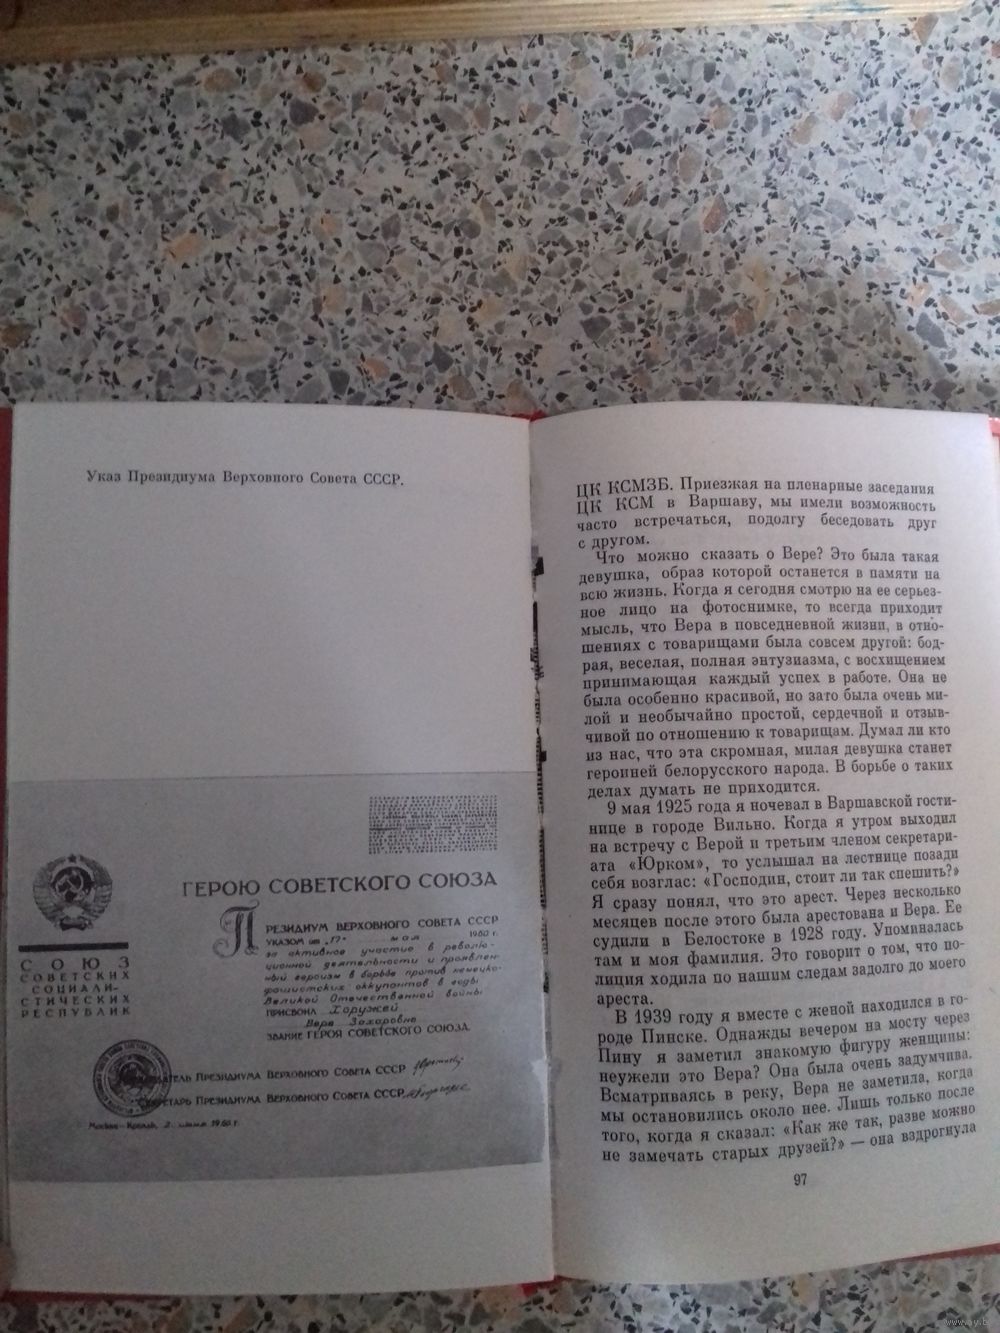 Указ Президиума Верховного Совета СССР.
ГЕРОЮ СОВЕТСКОГО СОЮЗА
ПРЕЗИДИУМ ВЕРХОВНОГО СОВЕТА СССР
УКАЗОМ от „17“ мая 1960 г.
за активное участие в револю-
ционной деятельности и проявлен-
ный героизм в борьбе против немецко-
фашистских оккупантов в годы
Великой Отечественной войны
ПРИСВОИЛ Хоружей
Вере Захаровне
ЗВАНИЕ ГЕРОЯ СОВЕТСКОГО СОЮЗА.
СОЮЗ
СОВЕТСКИХ
СОЦИАЛИ-
СТИЧЕСКИХ
РЕСПУБЛИК
ПРЕЗИДИУМА ВЕРХОВНОГО СОВЕТА СССР
СЕКРЕТАРЬ ПРЕЗИДИУМА ВЕРХОВНОГО СОВЕТА СССР
Москва—Кремль, 2 июня 1960 г.
ЦК КСМЗБ. Приезжая на пленарные заседания
ЦК КСМ в Варшаву, мы имели возможность
часто встречаться, подолгу беседовать друг
с другом.
Что можно сказать о Вере? Это была такая
девушка, образ которой останется в памяти на
всю жизнь. Когда я сегодня смотрю на ее серьез-
ное лицо на фотоснимке, то всегда приходит
мысль, что Вера в повседневной жизни, в отно-
шениях с товарищами была совсем другой: бод-
рая, веселая, полная энтузиазма, с восхищением
принимающая каждый успех в работе. Она не
была особенно красивой, но зато была очень ми-
лой и необычайно простой, сердечной и отзыв-
чивой по отношению к товарищам. Думал ли кто
из нас, что эта скромная, милая девушка станет
героиней белорусского народа. В борьбе о таких
делах думать не приходится.
9 мая 1925 года я ночевал в Варшавской гости-
нице в городе Вильно. Когда я утром выходил
на встречу с Верой и третьим членом секретари-
ата «Юрком», то услышал на лестнице позади
себя возглас: «Господин, стоит ли так спешить?»
Я сразу понял, что это арест. Через несколько
месяцев после этого была арестована и Вера. Ее
судили в Белостоке в 1928 году. Упоминалась
там и моя фамилия. Это говорит о том, что по-
лиция ходила по нашим следам задолго до моего
ареста.
В 1939 году я вместе с женой находился в го-
роде Пинске. Однажды вечером на мосту через
Пину я заметил знакомую фигуру женщины:
неужели это Вера? Она была очень задумчива.
Всматриваясь в реку, Вера не заметила, когда
мы остановились около нее. Лишь только после
того, когда я сказал: «Как же так, разве можно
не замечать старых друзей?» — она вздрогнула
97